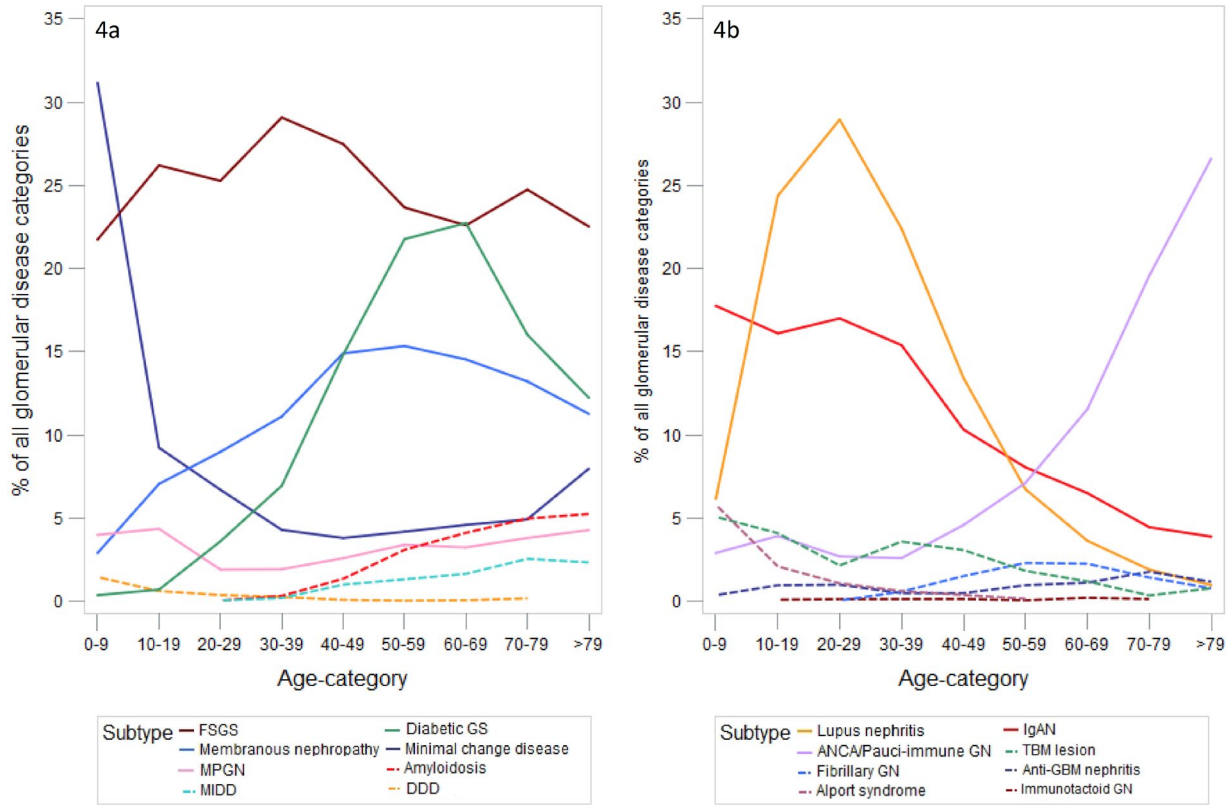 4a
% of all glomerular disease categories
35
30
25
20
15
10
5
0
0-9 10-19 20-29 30-39 40-49 50-59 60-69 70-79 >79
Age-category
Subtype FSGS Diabetic GS
Membranous nephropathy Minimal change disease
MPGN Amyloidosis
MIDD DDD
4b
% of all glomerular disease categories
35
30
25
20
15
10
5
0
0-9 10-19 20-29 30-39 40-49 50-59 60-69 70-79 >79
Age-category
Subtype Lupus nephritis IgAN
ANCA/Pauci-immune GN TBM lesion
Fibrillary GN Anti-GBM nephritis
Alport syndrome Immunotactoid GN